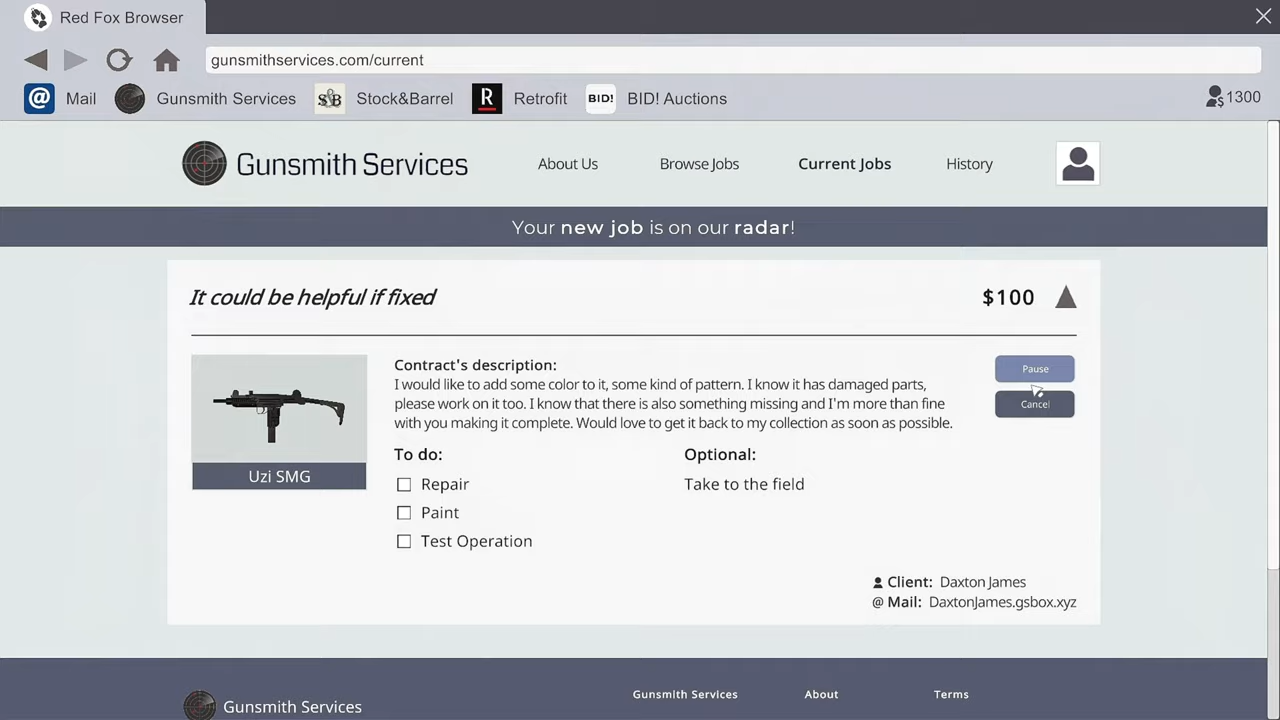 Red Fox Browser
gunsmithservices.com/current
@ Mail Gunsmith Services S&B Stock&Barrel R Retrofit BID! BID! Auctions $ 1300
Gunsmith Services About Us Browse Jobs Current Jobs History
Your new job is on our radar!
It could be helpful if fixed $100
Contract's description:
Pause
I would like to add some color to it, some kind of pattern. I know it has damaged parts,
please work on it too. I know that there is also something missing and I'm more than fine
Cancel
with you making it complete. Would love to get it back to my collection as soon as possible.
Uzi SMG
To do: Optional:
Repair Take to the field
Paint
Test Operation
Client: Daxton James
@ Mail: DaxtonJames.gsbox.xyz
Gunsmith Services Gunsmith Services About Terms